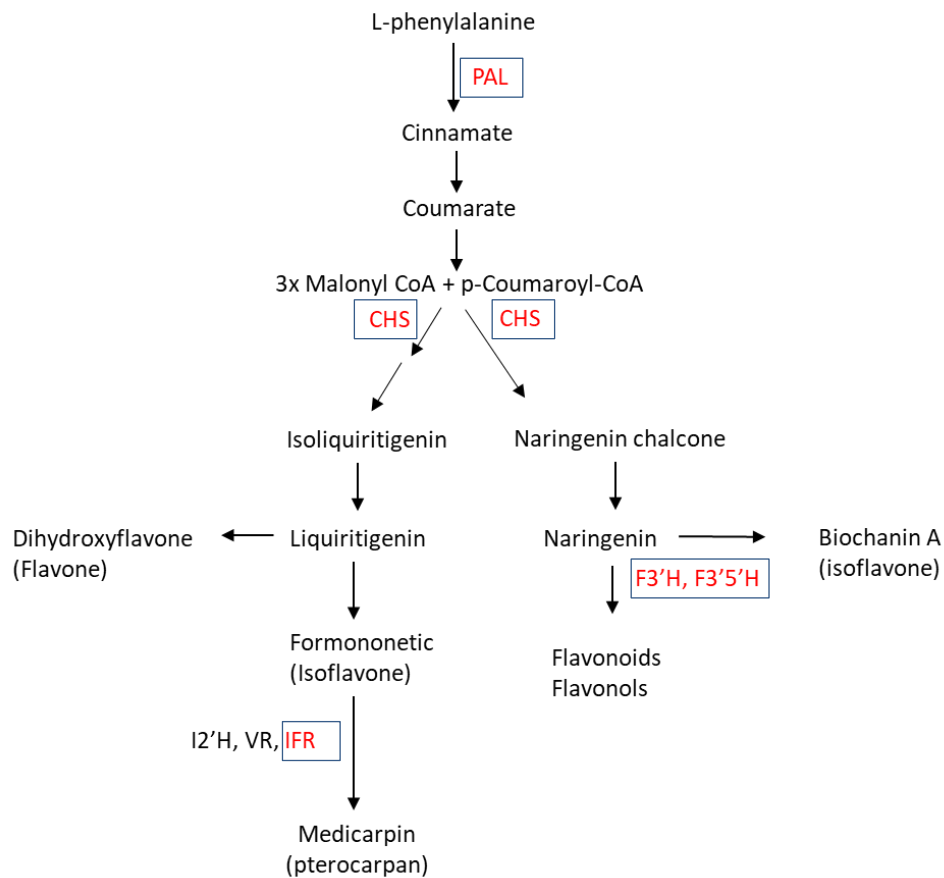 L-phenylalanine
PAL
Cinnamate
Coumarate
3x Malonyl CoA + p-Coumaroyl-CoA
CHS
CHS
Isoliquiritigenin
Naringenin chalcone
Dihydroxyflavone
(Flavone)
Liquiritigenin
Naringenin
Biochanin A
(isoflavone)
F3’H, F3’5’H
Formononetic
(Isoflavone)
Flavonoids
Flavonols
I2’H, VR, IFR
Medicarpin
(pterocarpan)